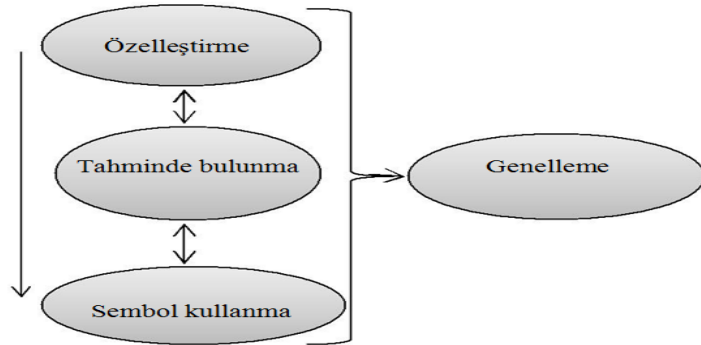 Özelleştirme
Tahminde bulunma
Sembol kullanma
Genelleme